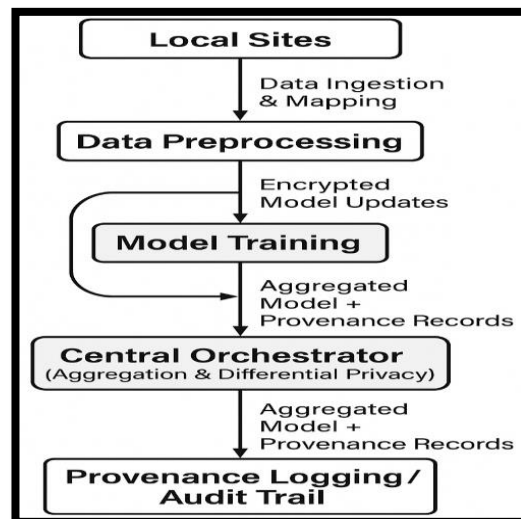 Local Sites
Data Ingestion
& Mapping
Data Preprocessing
Encrypted
Model Updates
Model Training
Aggregated
Model +
Provenance Records
Central Orchestrator
(Aggregation & Differential Privacy)
Aggregated
Model +
Provenance Records
Provenance Logging /
Audit Trail